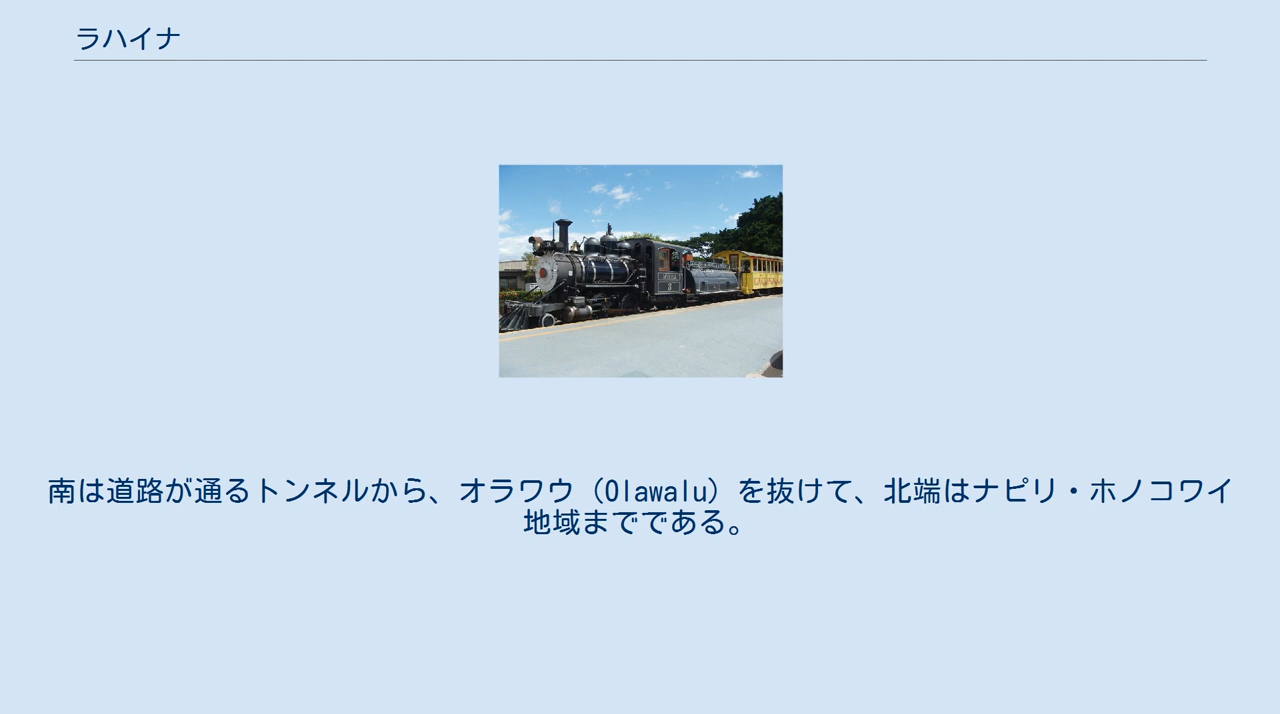 ラハイナ
南は道路が通るトンネルから、オラワウ（Olawalu）を抜けて、北端はナピリ・ホノコワイ
地域までである。